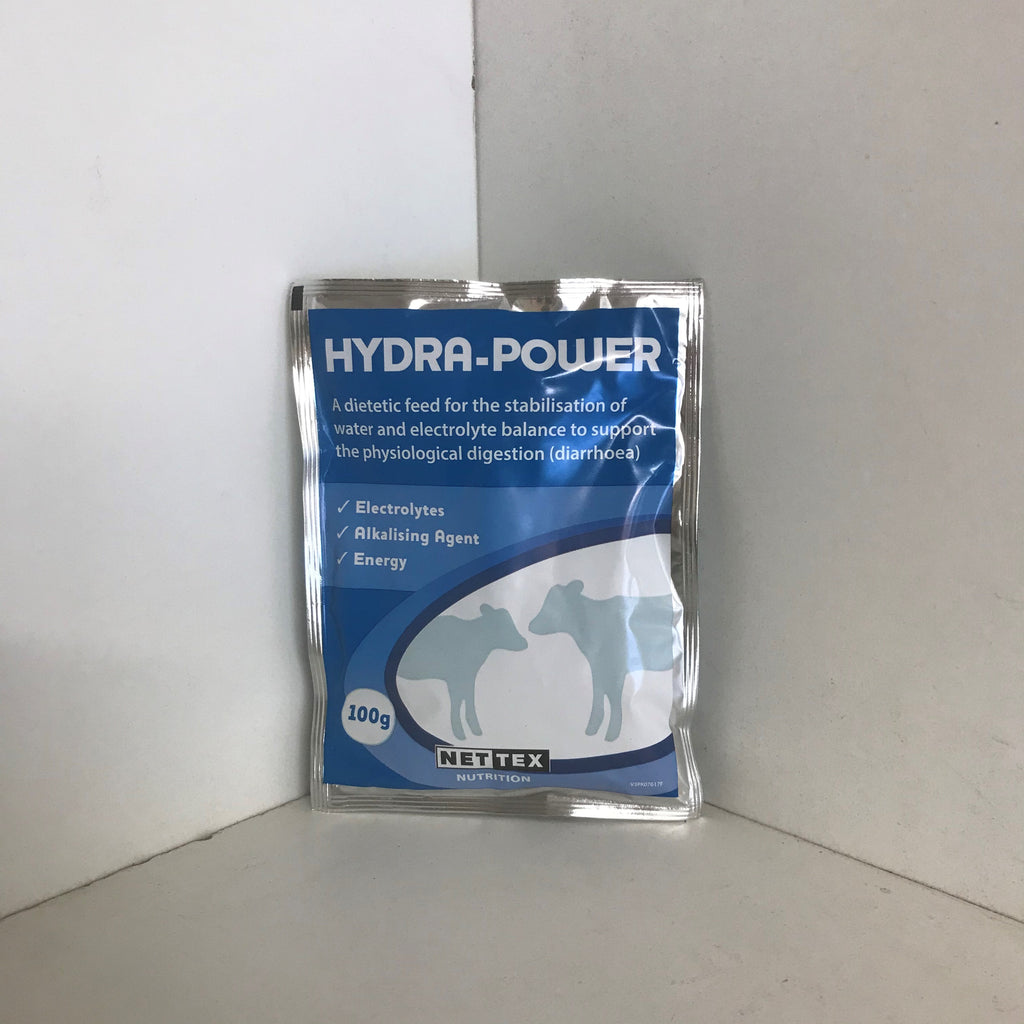 HYDRA-POWER
A dietetic feed for the stabilisation of
water and electrolyte balance to support
the physiological digestion (diarrhoea)
✓ Electrolytes
✓ Alkalising Agent
✓ Energy
100g
NETTEX
NUTRITION